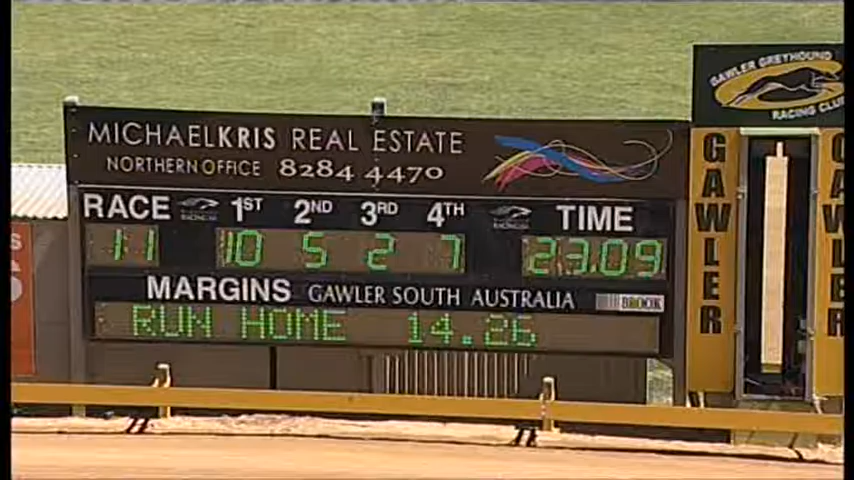 GAWLER GREYHOUND
RACING CLUB
MICHAELKRIS REAL ESTATE
NORTHERN OFFICE 8284 4470
RACE 1ST 2ND 3RD 4TH TIME
11 10 5 2 7 23.09
MARGINS GAWLER SOUTH AUSTRALIA BROOK
RUN HOME 14.26
GAWLER
GAWLER
S